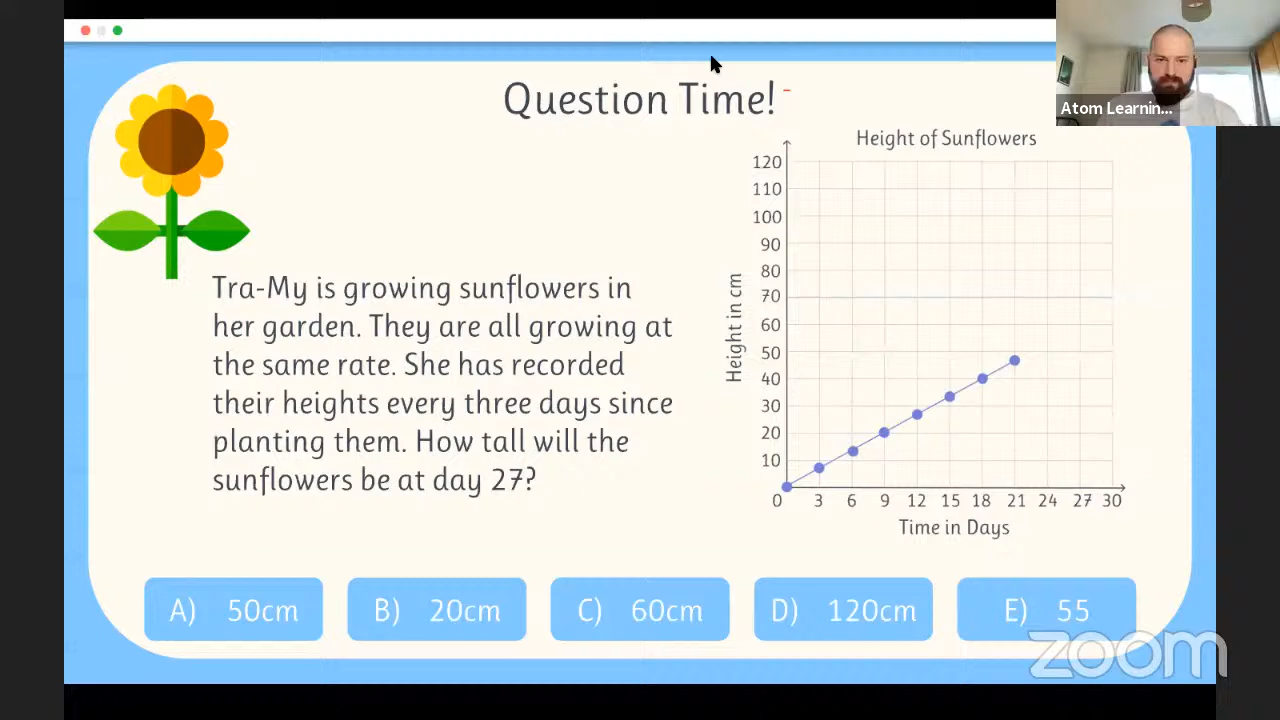 Question Time!
Atom Learnin...
Height of Sunflowers
120
110
100
90
80
70
60
50
40
30
20
10
0
Height in cm
3 6 9 12 15 18 21 24 27 30
Time in Days
Tra-My is growing sunflowers in
her garden. They are all growing at
the same rate. She has recorded
their heights every three days since
planting them. How tall will the
sunflowers be at day 27?
A) 50cm
B) 20cm
C) 60cm
D) 120cm
E) 55
zoom